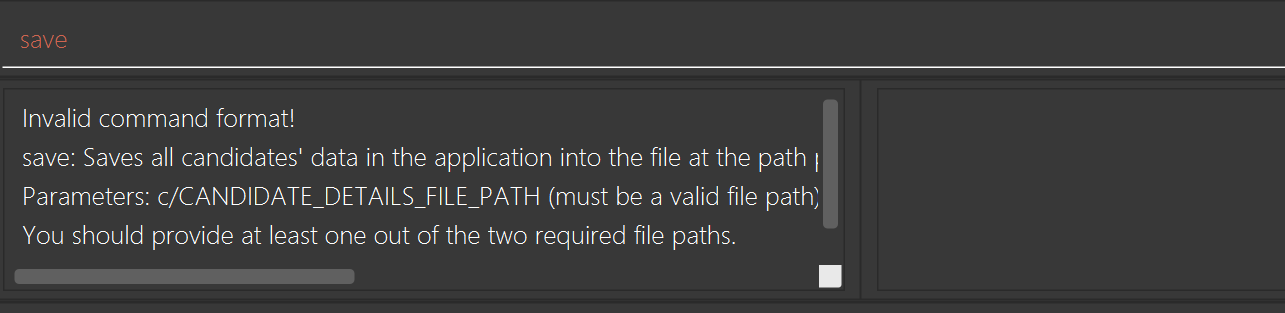 save
Invalid command format!
save: Saves all candidates' data in the application into the file at the path
Parameters: c/CANDIDATE_DETAILS_FILE_PATH (must be a valid file path)
You should provide at least one out of the two required file paths.